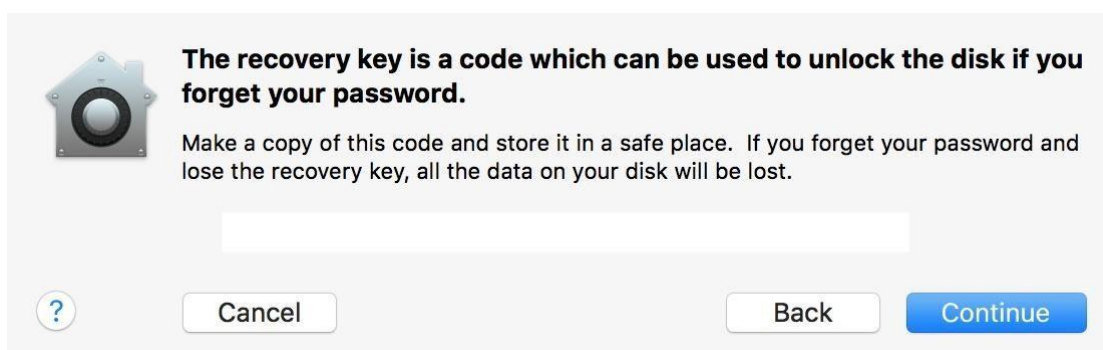 The recovery key is a code which can be used to unlock the disk if you
forget your password.
Make a copy of this code and store it in a safe place.  If you forget your password and
lose the recovery key, all the data on your disk will be lost.
?
Cancel
Back
Continue